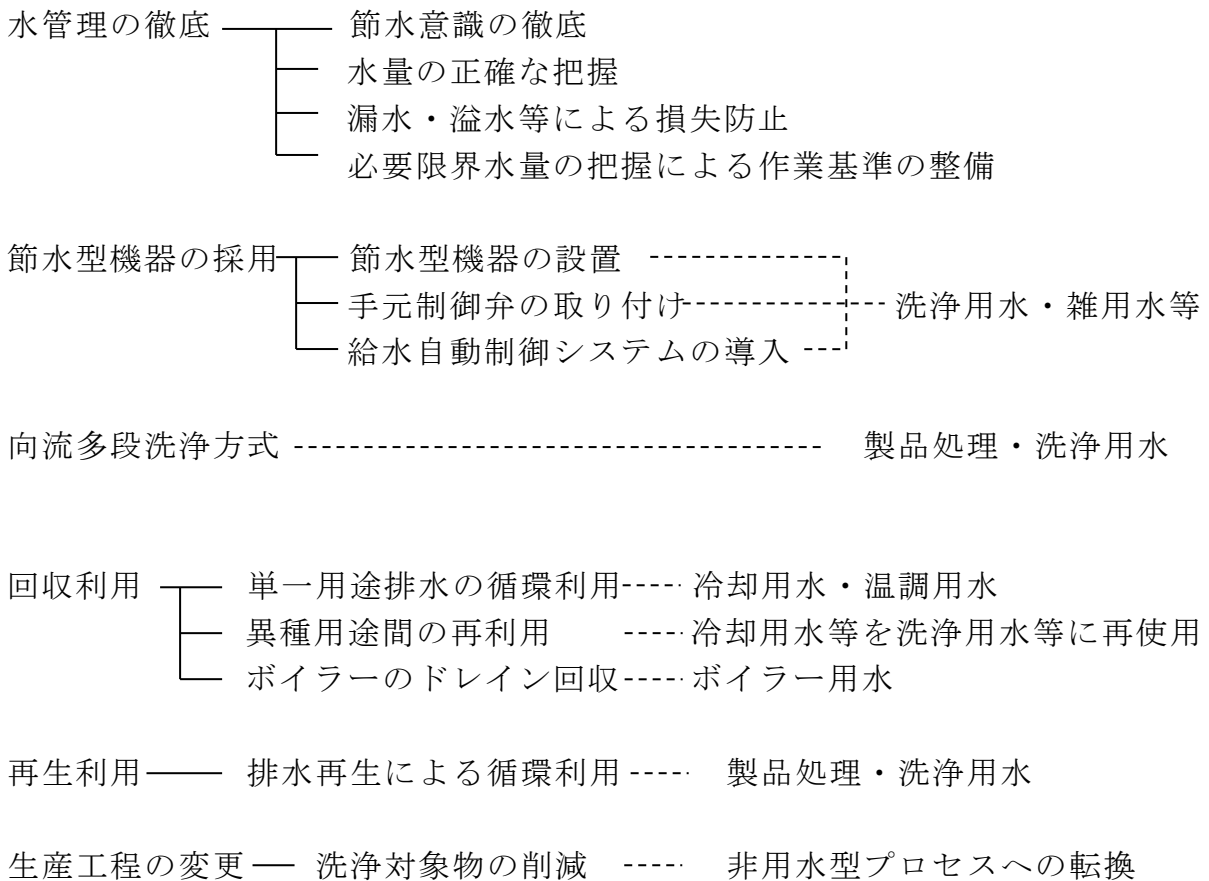 水管理の徹底 節水意識の徹底
水量の正確な把握
漏水・溢水等による損失防止
必要限界水量の把握による作業基準の整備
節水型機器の採用 節水型機器の設置
手元制御弁の取り付け 洗浄用水・雑用水等
給水自動制御システムの導入
向流多段洗浄方式 製品処理・洗浄用水
回収利用 単一用途排水の循環利用 冷却用水・温調用水
異種用途間の再利用 冷却用水等を洗浄用水等に再使用
ボイラーのドレイン回収 ボイラー用水
再生利用 排水再生による循環利用 製品処理・洗浄用水
生産工程の変更 洗浄対象物の削減 非用水型プロセスへの転換